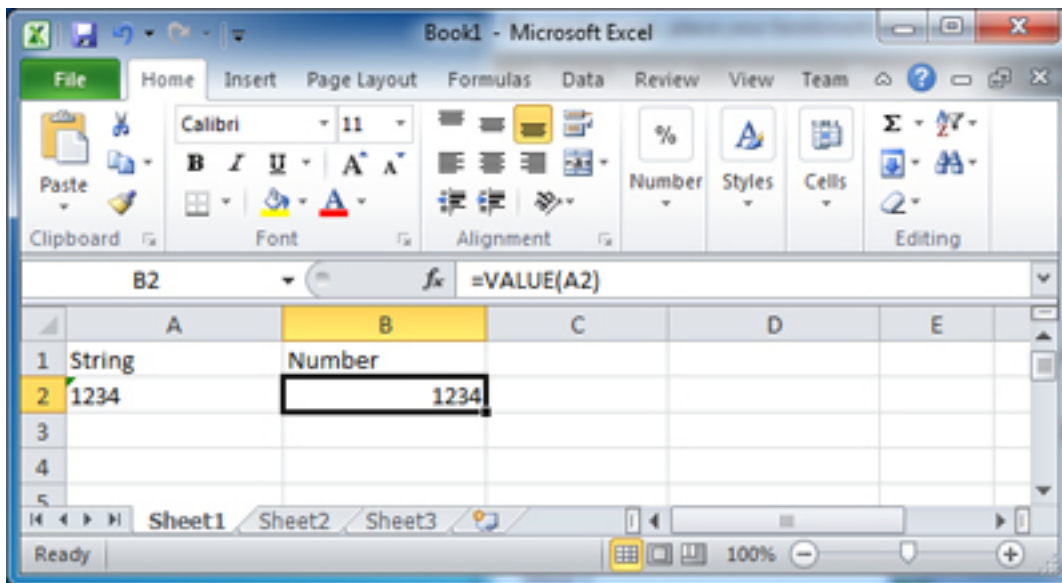 Book1 - Microsoft Excel
File Home Insert Page Layout Formulas Data Review View Team
Paste
Calibri 11
B I U A A
% Number
A Styles
Cells
Σ
Clipboard Font Alignment Editing
B2 fx =VALUE(A2)
A B C D E
1 String Number
2 1234 1234
3
4
5
Sheet1 Sheet2 Sheet3
Ready 100%